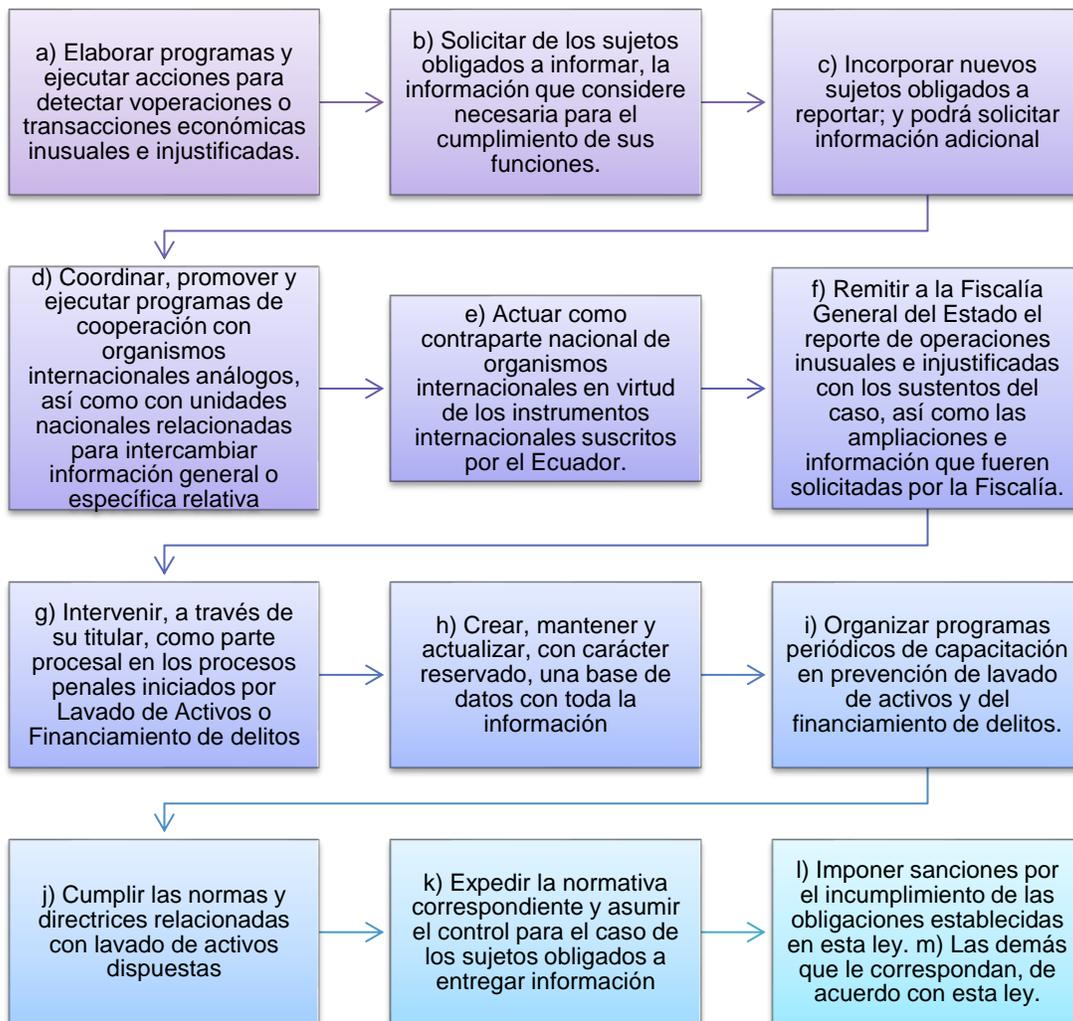 a) Elaborar programas y
ejecutar acciones para
detectar voperaciones o
transacciones económicas
inusuales e injustificadas.
b) Solicitar de los sujetos
obligados a informar, la
información que considere
necesaria para el
cumplimiento de sus
funciones.
c) Incorporar nuevos
sujetos obligados a
reportar; y podrá solicitar
información adicional
d) Coordinar, promover y
ejecutar programas de
cooperación con
organismos
internacionales análogos,
así como con unidades
nacionales relacionadas
para intercambiar
información general o
específica relativa
e) Actuar como
contraparte nacional de
organismos
internacionales en virtud
de los instrumentos
internacionales suscritos
por el Ecuador.
f) Remitir a la Fiscalía
General del Estado el
reporte de operaciones
inusuales e injustificadas
con los sustentos del
caso, así como las
ampliaciones e
información que fueren
solicitadas por la Fiscalía.
g) Intervenir, a través de
su titular, como parte
procesal en los procesos
penales iniciados por
Lavado de Activos o
Financiamiento de delitos
h) Crear, mantener y
actualizar, con carácter
reservado, una base de
datos con toda la
información
i) Organizar programas
periódicos de capacitación
en prevención de lavado
de activos y del
financiamiento de delitos.
j) Cumplir las normas y
directrices relacionadas
con lavado de activos
dispuestas
k) Expedir la normativa
correspondiente y asumir
el control para el caso de
los sujetos obligados a
entregar información
l) Imponer sanciones por
el incumplimiento de las
obligaciones establecidas
en esta ley. m) Las demás
que le correspondan, de
acuerdo con esta ley.